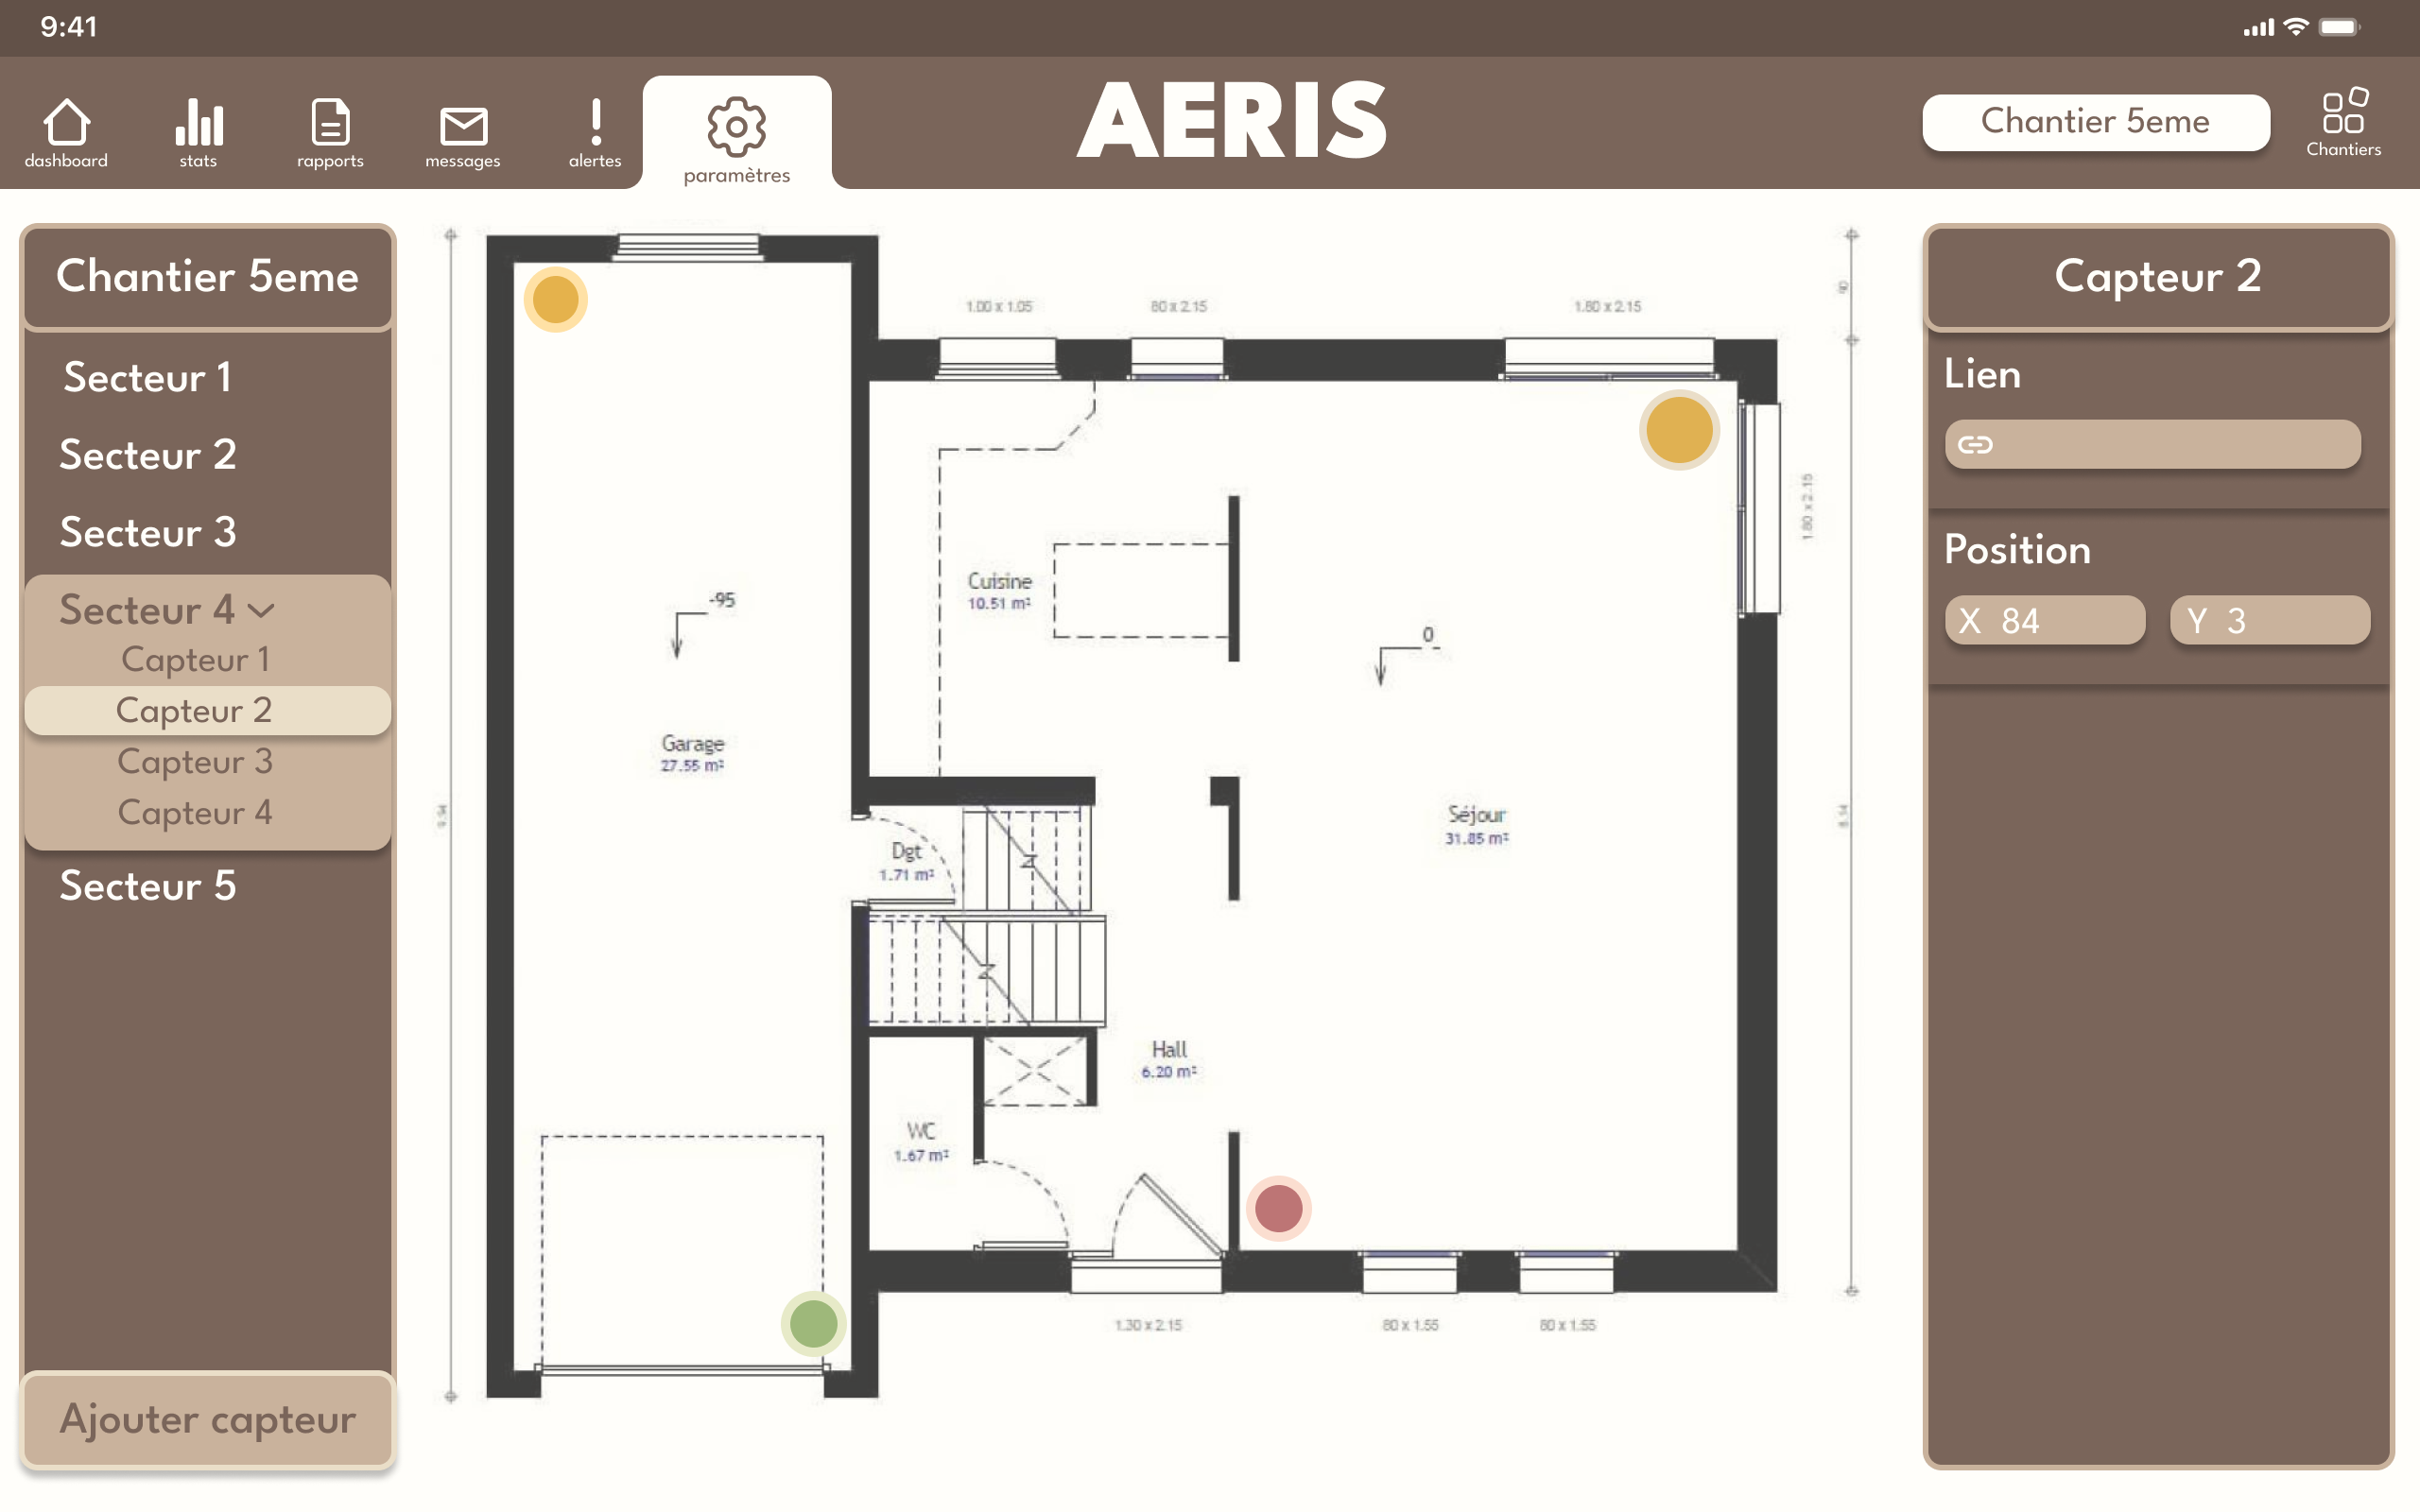 9:41
dashboard
stats
rapports
messages
alertes
paramètres
AERIS
Chantier 5eme
Chantiers
Chantier 5eme
Secteur 1
Secteur 2
Secteur 3
Secteur 4
Capteur 1
Capteur 2
Capteur 3
Capteur 4
Secteur 5
Ajouter capteur
1.00 x 1.05
80 x 2.15
1.80 x 2.15
1.80 x 2.15
Cuisine
10.51 m²
-95
0
Garage
27.55 m²
Séjour
31.85 m²
Dgt
1.71 m²
Hall
6.20 m²
WC
1.67 m²
1.30 x 2.15
80 x 1.55
80 x 1.55
Capteur 2
Lien
Position
X 84
Y 3